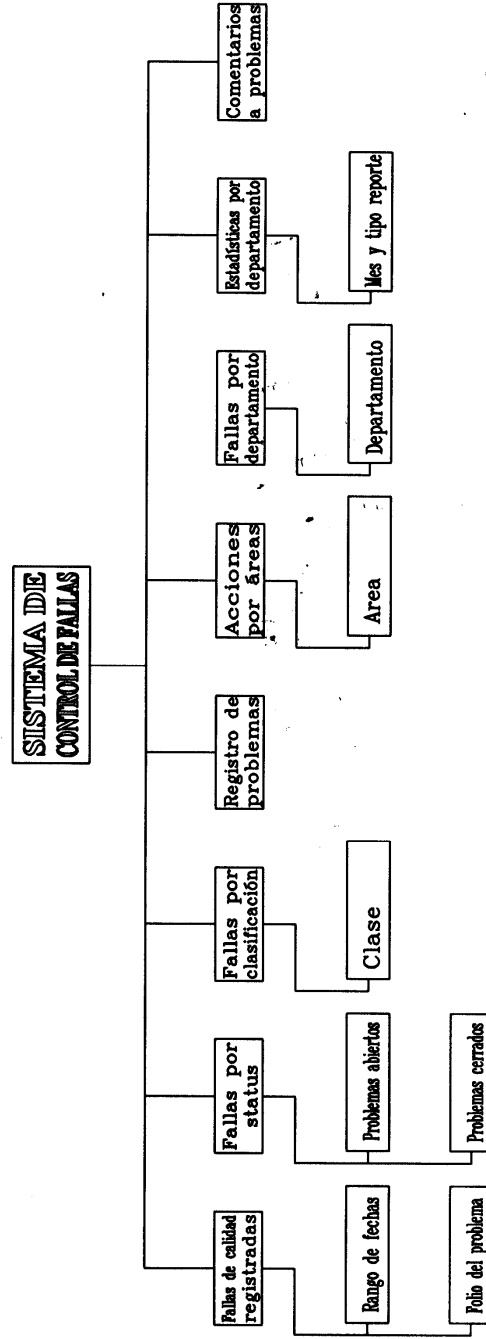 SISTEMA DE
CONTROL DE FALLAS
Fallas de calidad
registradas
Fallas por
status
Fallas por
clasificación
Registro de
problemas
Acciones
por áreas
Fallas por
departamento
Estadísticas por
departamento
Comentarios
a problemas
Rango de fechas
Problemas abiertos
Clase
Area
Departamento
Mes y tipo reporte
Folio del problema
Problemas cerrados